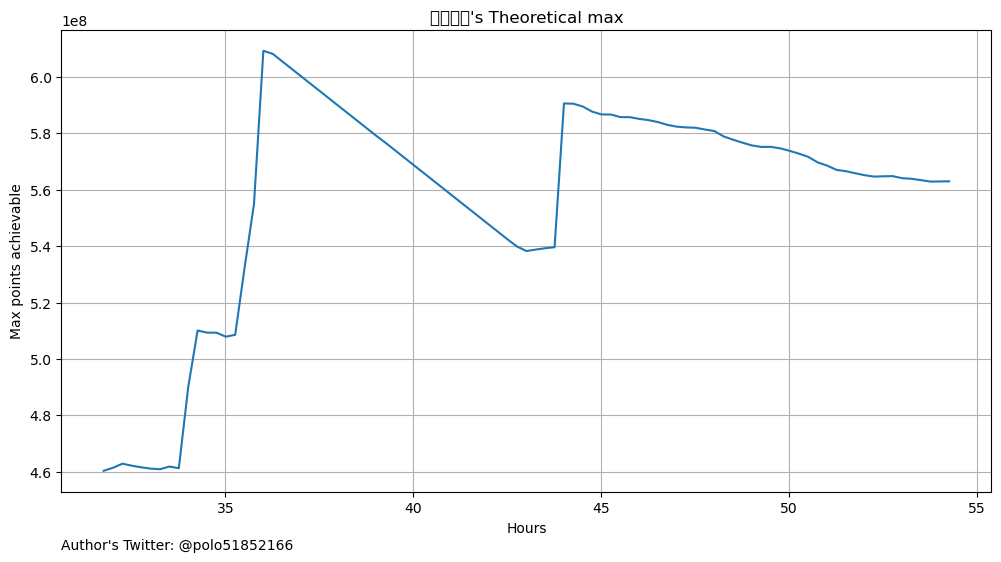 's Theoretical max
1e8
6.0
5.8
5.6
5.4
5.2
5.0
4.8
4.6
Max points achievable
35
40
45
50
55
Hours
Author's Twitter: @polo51852166